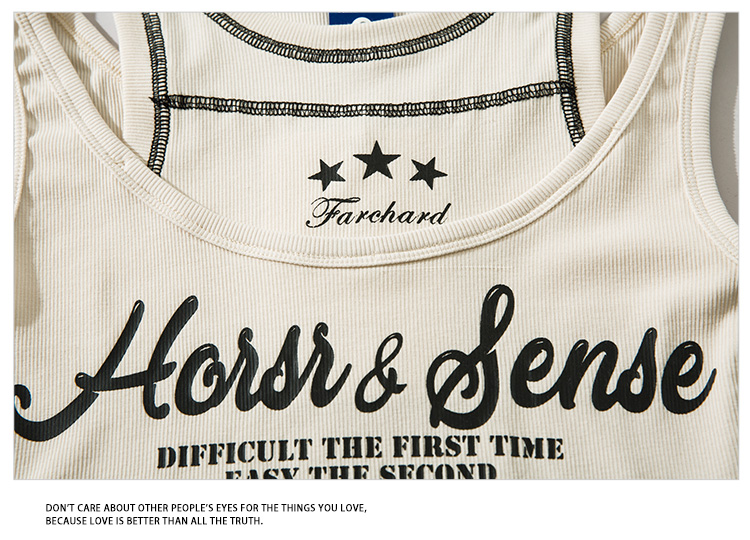 Farchard
Horsr & Sense
DIFFICULT THE FIRST TIME
EASY THE SECOND
DON'T CARE ABOUT OTHER PEOPLE'S EYES FOR THE THINGS YOU LOVE,
BECAUSE LOVE IS BETTER THAN ALL THE TRUTH.